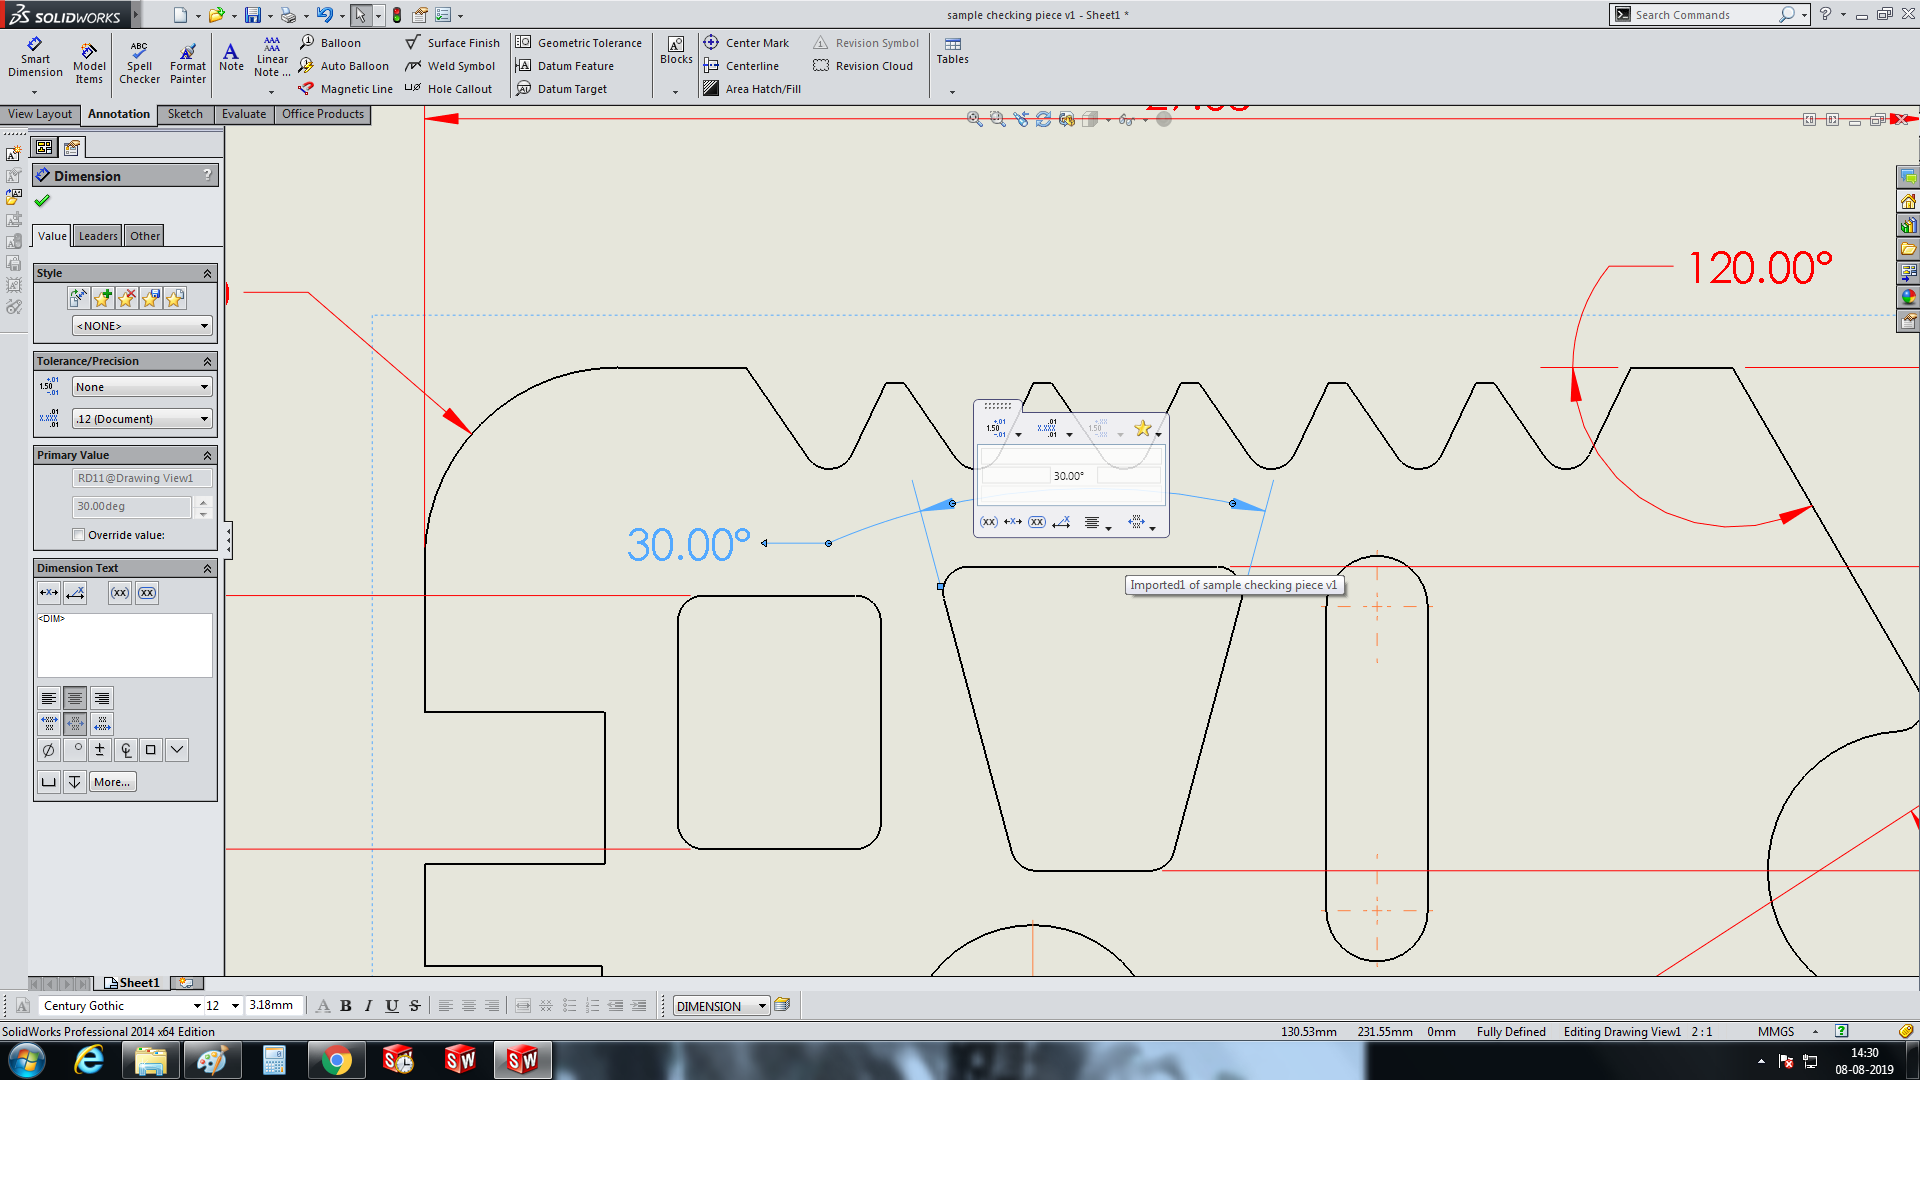 SOLIDWORKS
sample checking piece v1 - Sheet1 *
Search Commands
Smart Dimension
Model Items
Spell Checker
Format Painter
Note
Linear Note ...
Balloon
Auto Balloon
Magnetic Line
Surface Finish
Weld Symbol
Hole Callout
Geometric Tolerance
Datum Feature
Datum Target
Blocks
Center Mark
Centerline
Area Hatch/Fill
Revision Symbol
Revision Cloud
Tables
View Layout
Annotation
Sketch
Evaluate
Office Products
Dimension
?
Value
Leaders
Other
Style
<NONE>
Tolerance/Precision
None
.12 (Document)
Primary Value
RD11@Drawing View1
30.00deg
Override value:
Dimension Text
<DIM>
More...
120.00°
30.00°
30.00°
Imported1 of sample checking piece v1
Sheet1
Century Gothic
12
3.18mm
B I U S
DIMENSION
SolidWorks Professional 2014 x64 Edition
130.53mm
231.55mm
0mm
Fully Defined
Editing Drawing View1
2 : 1
MMGS
14:30
08-08-2019